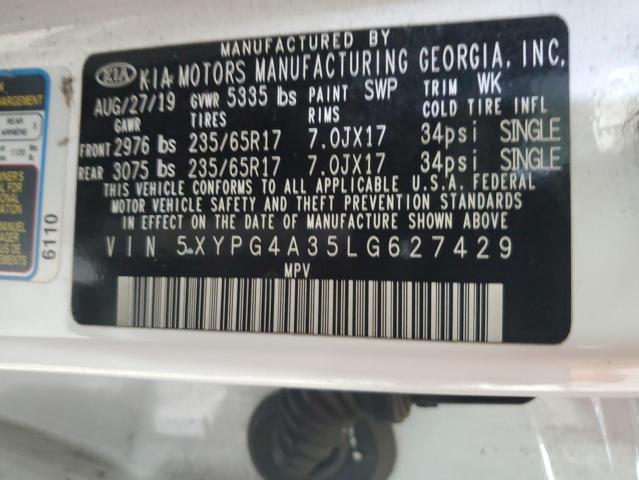 MANUFACTURED BY
KIA KIA MOTORS MANUFACTURING GEORGIA, INC.
AUG/27/19 GVWR 5335 lbs PAINT SWP TRIM WK
GAWR TIRES RIMS COLD TIRE INFL
FRONT 2976 lbs 235/65R17 7.0JX17 34psi SINGLE
REAR 3075 lbs 235/65R17 7.0JX17 34psi SINGLE
THIS VEHICLE CONFORMS TO ALL APPLICABLE U.S.A. FEDERAL
MOTOR VEHICLE SAFETY AND THEFT PREVENTION STANDARDS
IN EFFECT ON THE DATE OF MANUFACTURE SHOWN ABOVE.
VIN 5XYPG4A35LG627429
MPV
REAR
6110